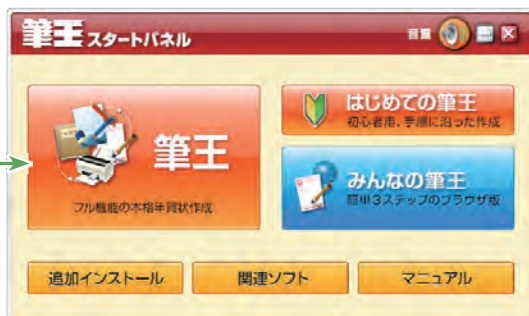 筆王 スタートパネル
音量
筆王
フル機能の本格年賀状作成
はじめての筆王
初心者用、手順に沿った作成
みんなの筆王
簡単3ステップのブラウザ版
追加インストール
関連ソフト
マニュアル